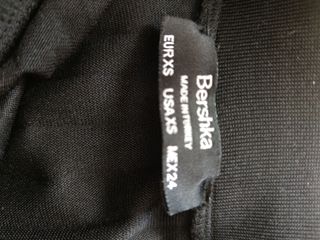 Bershka
MADE IN TURKEY
EUR XS USA XS MEX 24